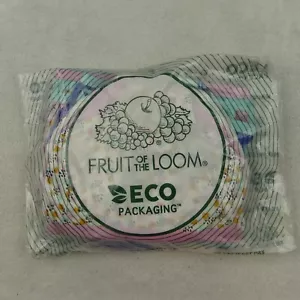 FRUIT OF THE LOOM®
ECO
PACKAGING™